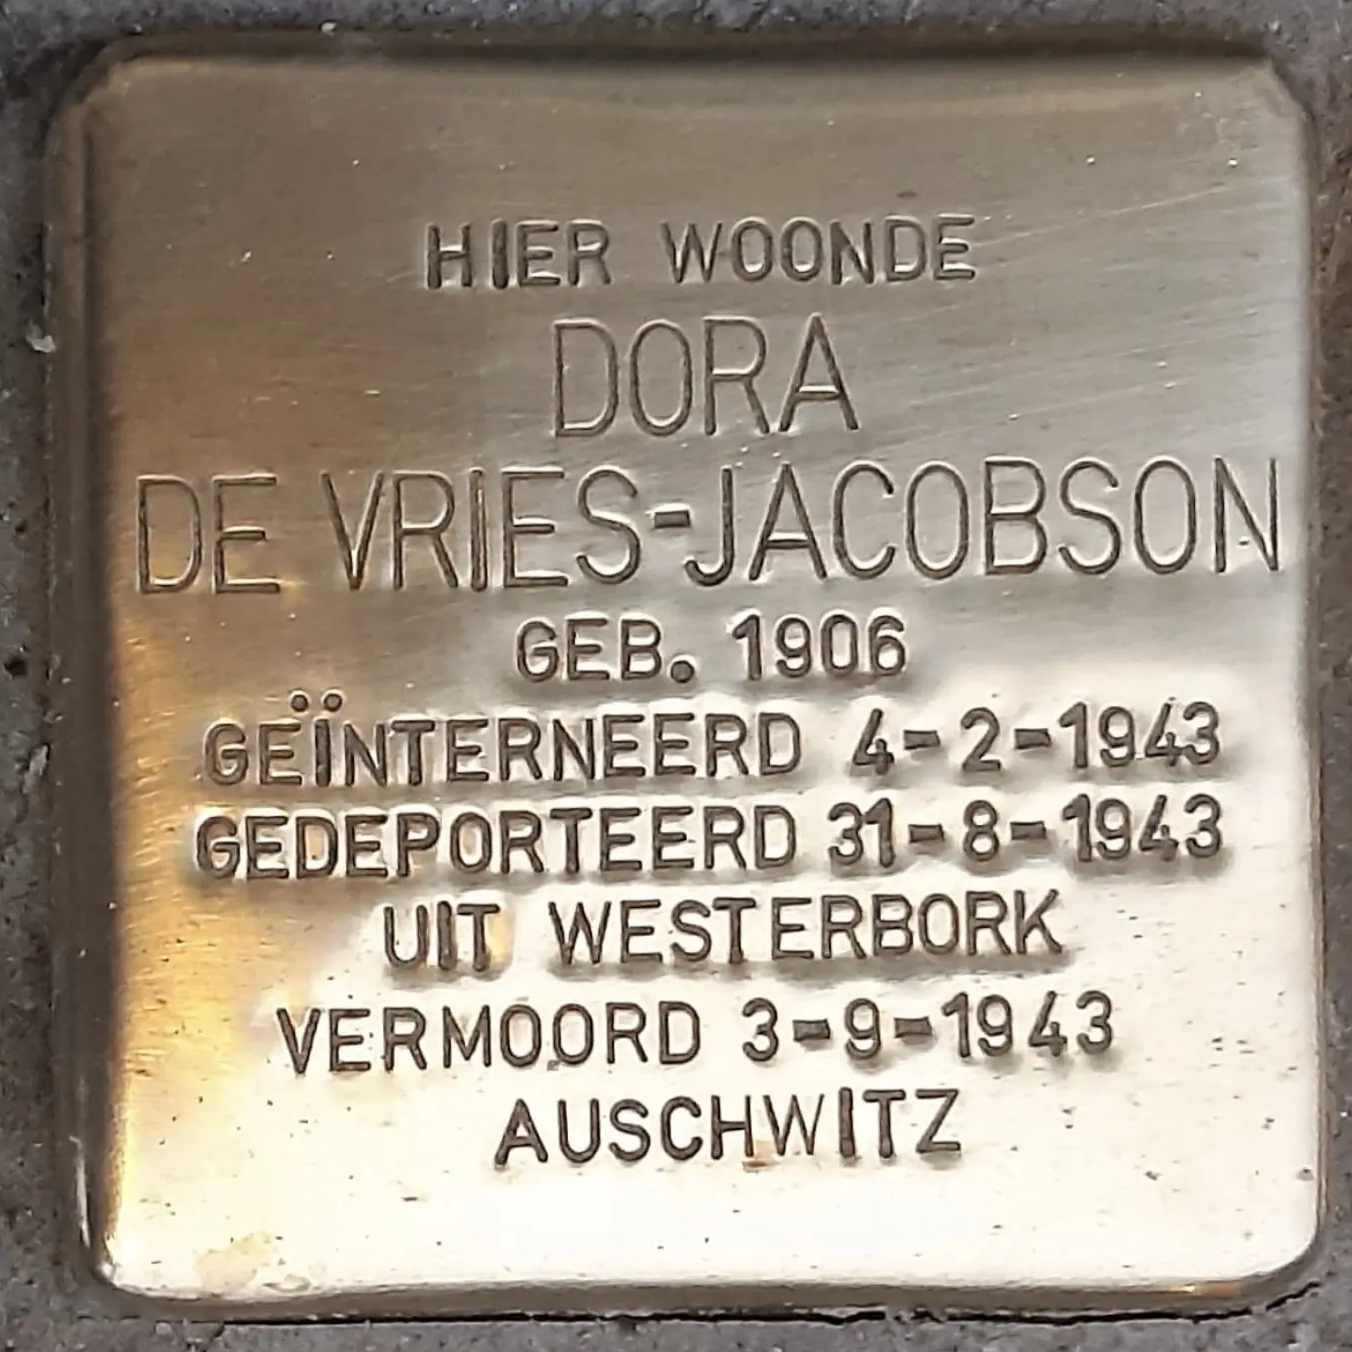 HIER WOONDE
DORA
DE VRIES-JACOBSON
GEB. 1906
GEÏNTERNEERD 4-2-1943
GEDEPORTEERD 31-8-1943
UIT WESTERBORK
VERMOORD 3-9-1943
AUSCHWITZ